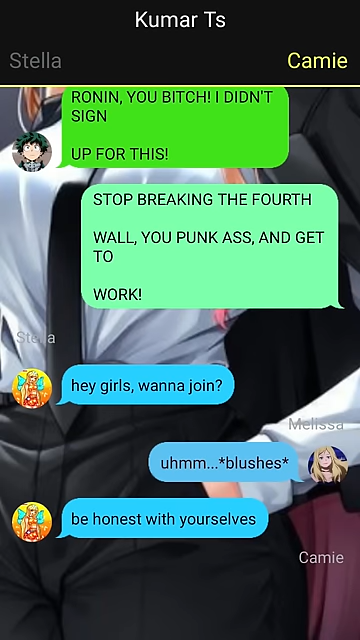 Kumar Ts
Stella
Camie
RONIN, YOU BITCH! I DIDN'T
SIGN
UP FOR THIS!
STOP BREAKING THE FOURTH
WALL, YOU PUNK ASS, AND GET
TO
WORK!
Stella
hey girls, wanna join?
Melissa
uhmm...*blushes*
be honest with yourselves
Camie